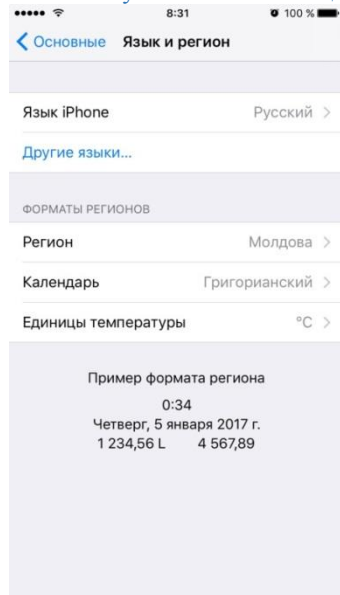 8:31 100 %
Основные Язык и регион
Язык iPhone Русский
Другие языки...
ФОРМАТЫ РЕГИОНОВ
Регион Молдова
Календарь Григорианский
Единицы температуры °C
Пример формата региона
0:34
Четверг, 5 января 2017 г.
1 234,56 L 4 567,89